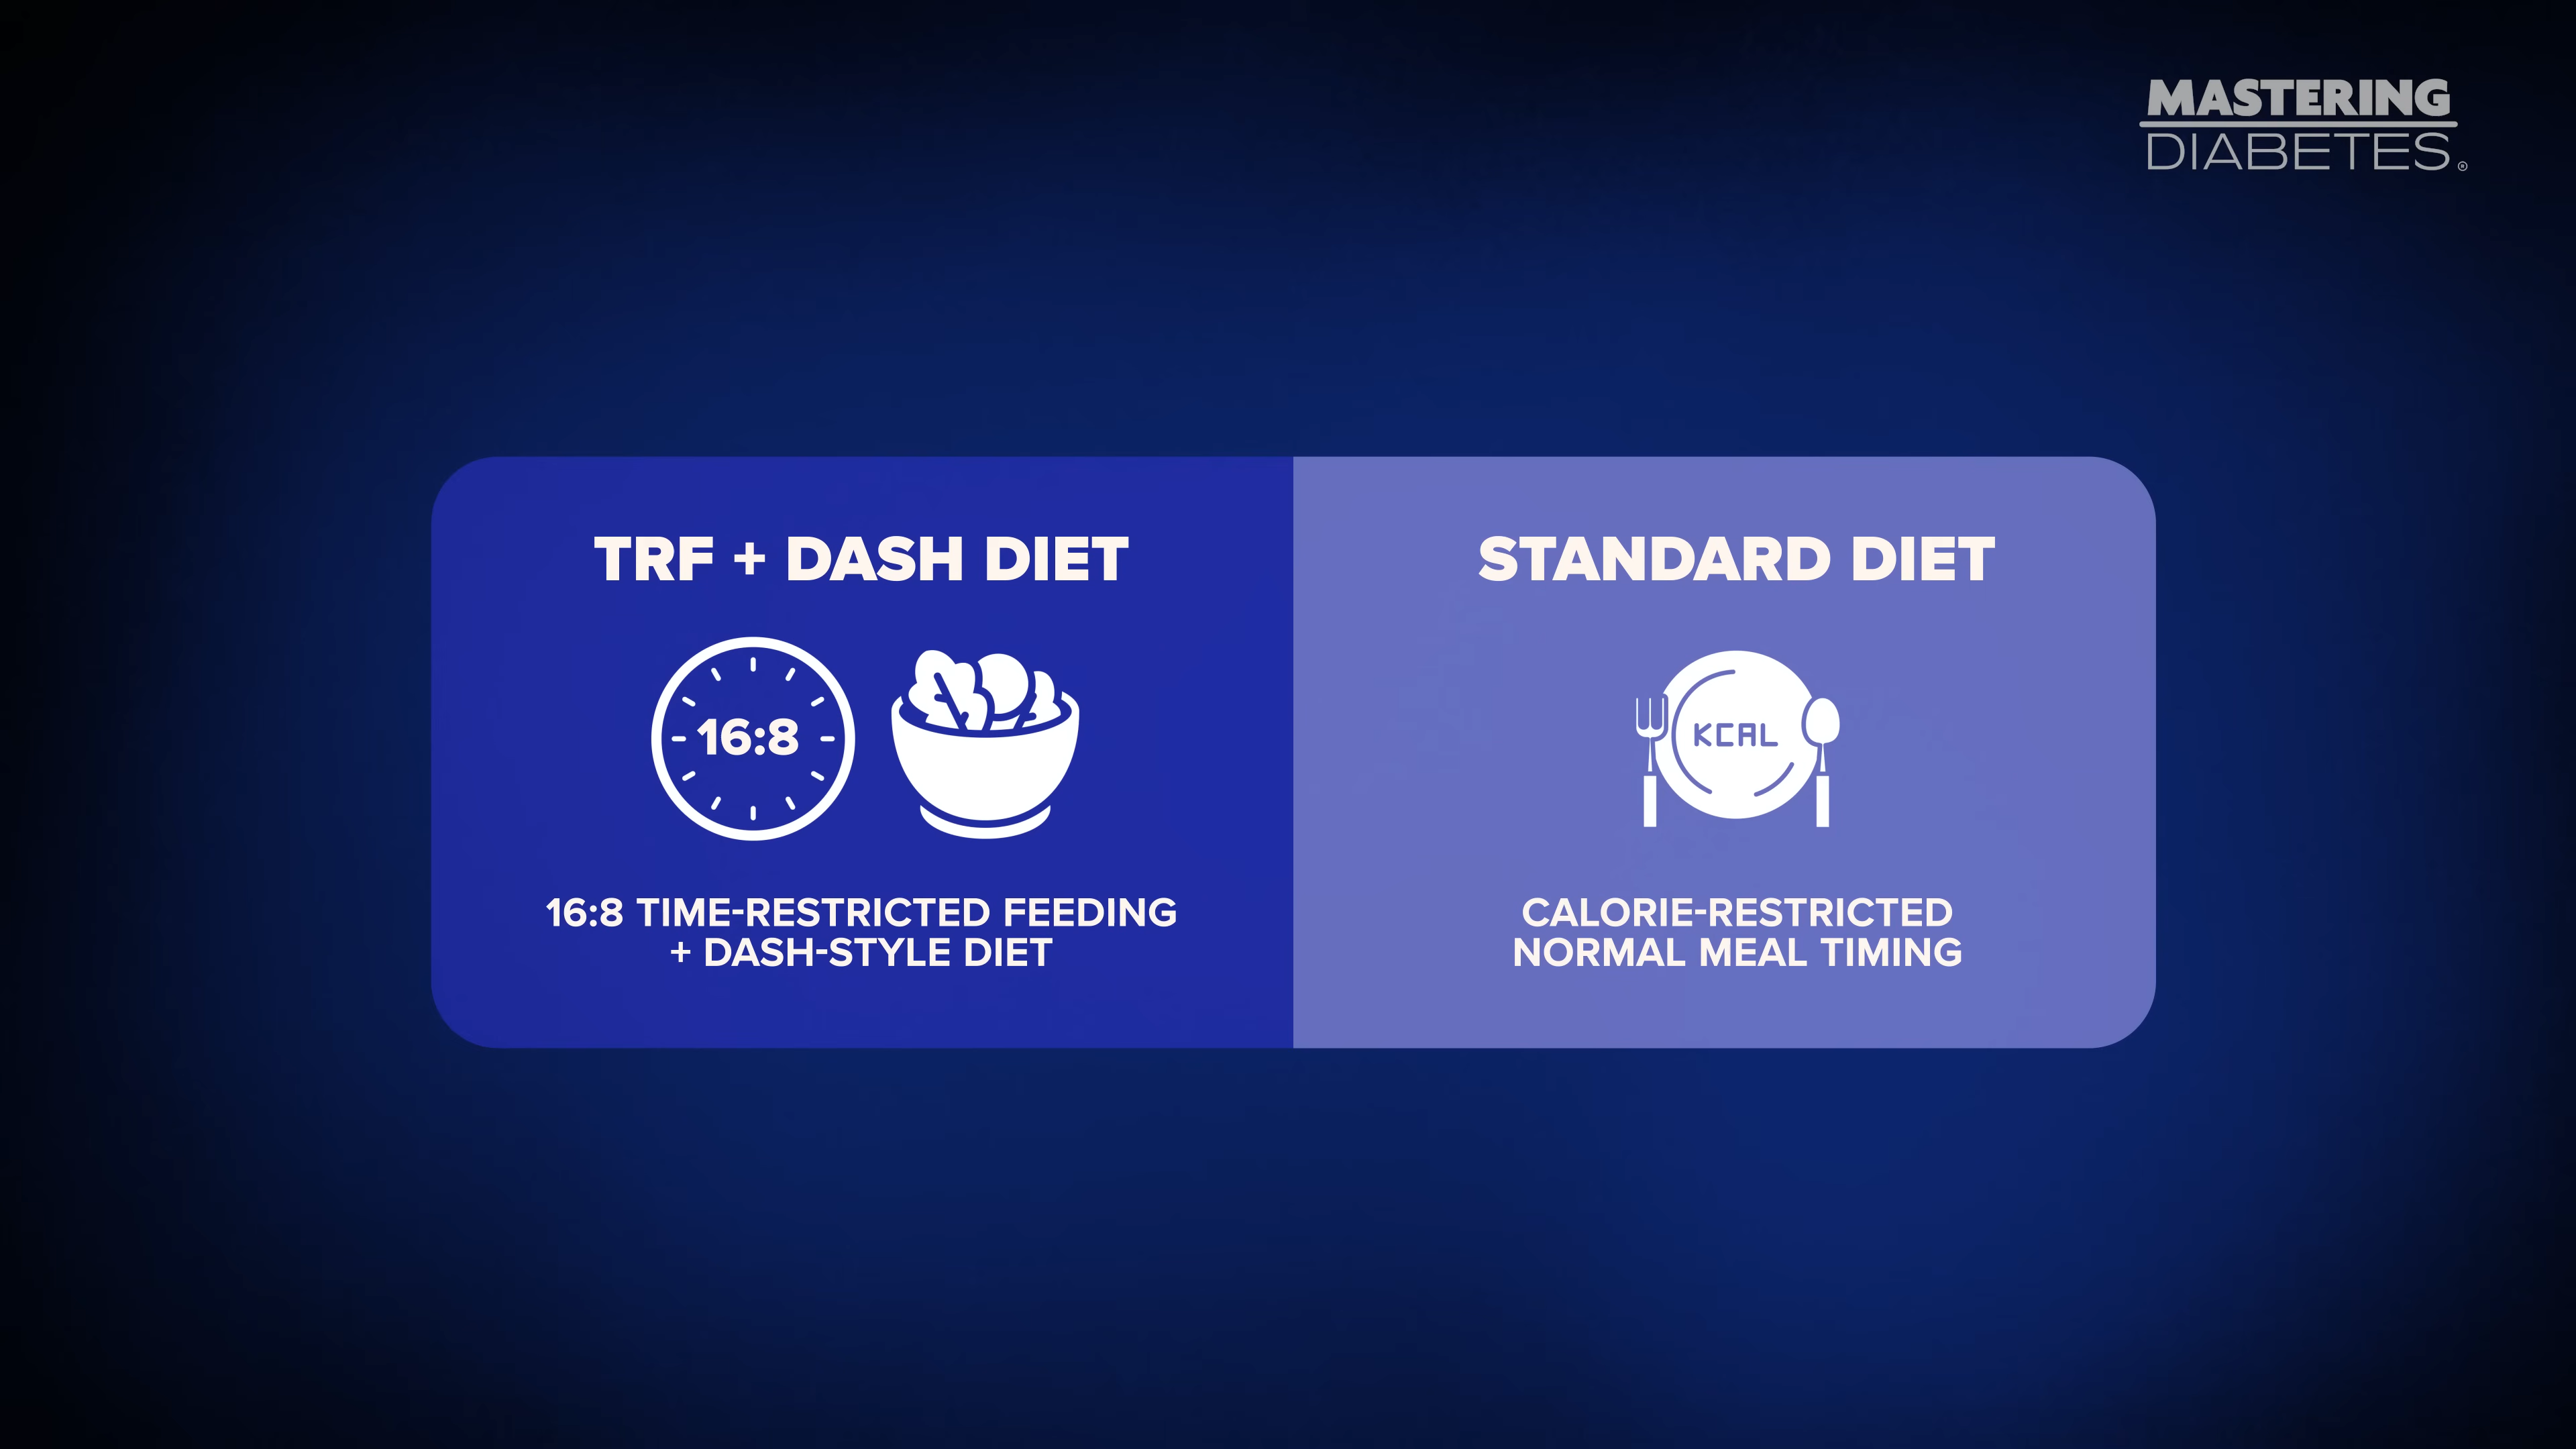 MASTERING
DIABETES®
TRF + DASH DIET
16:8
16:8 TIME-RESTRICTED FEEDING
+ DASH-STYLE DIET
STANDARD DIET
KCAL
CALORIE-RESTRICTED
NORMAL MEAL TIMING